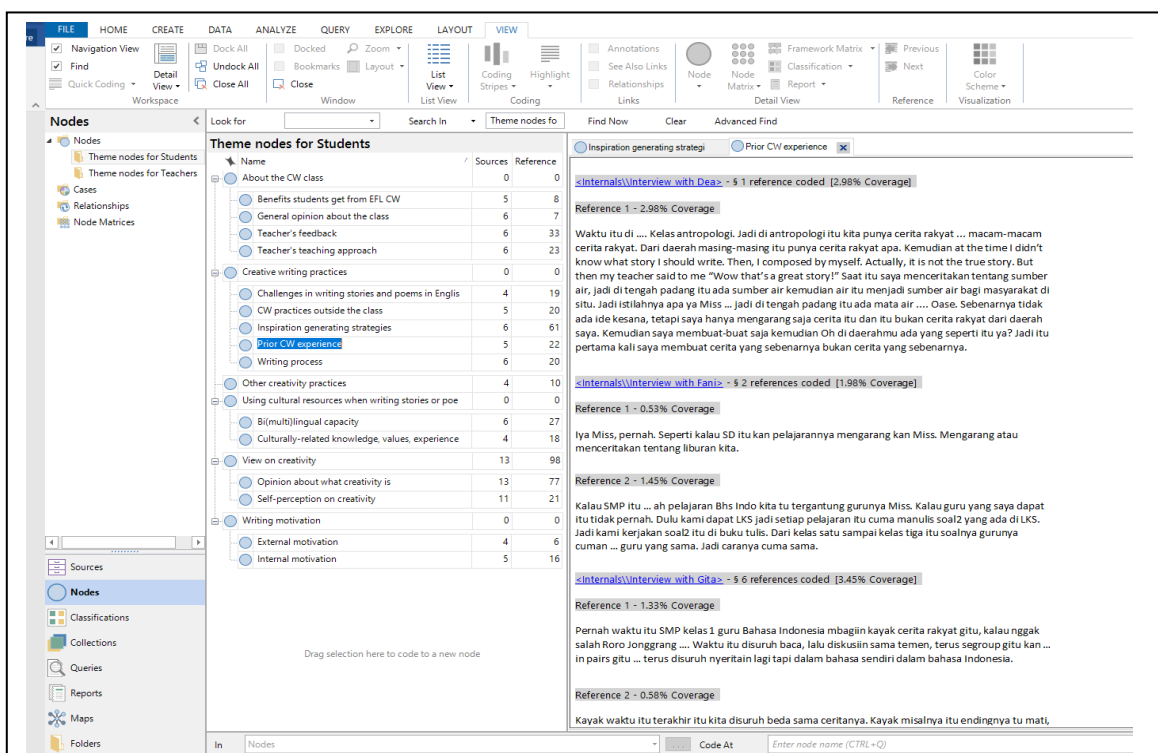 re
FILE HOME CREATE DATA ANALYZE QUERY EXPLORE LAYOUT VIEW
Navigation View
Find
Quick Coding
Detail View
Workspace
Dock All
Undock All
Close All
Docked
Bookmarks
Close
Zoom
Layout
Window
List View
List View
Coding Stripes
Highlight
Coding
Annotations
See Also Links
Relationships
Links
Node
Node Matrix
Framework Matrix
Classification
Report
Detail View
Previous
Next
Reference
Color Scheme
Visualization
Nodes
Nodes
Theme nodes for Students
Theme nodes for Teachers
Cases
Relationships
Node Matrices
Sources
Nodes
Classifications
Collections
Queries
Reports
Maps
Folders
Look for Search In Theme nodes fo Find Now Clear Advanced Find
Theme nodes for Students
Name Sources Reference
About the CW class 0 0
Benefits students get from EFL CW 5 8
General opinion about the class 6 7
Teacher's feedback 6 33
Teacher's teaching approach 6 23
Creative writing practices 0 0
Challenges in writing stories and poems in Englis 4 19
CW practices outside the class 5 20
Inspiration generating strategies 6 61
Prior CW experience 5 22
Writing process 6 20
Other creativity practices 4 10
Using cultural resources when writing stories or poe 0 0
Bi(multi)lingual capacity 6 27
Culturally-related knowledge, values, experience 4 18
View on creativity 13 98
Opinion about what creativity is 13 77
Self-perception on creativity 11 21
Writing motivation 0 0
External motivation 4 6
Internal motivation 5 16
Drag selection here to code to a new node
Inspiration generating strategi Prior CW experience
<Internals\\Interview with Dea> - § 1 reference coded [2.98% Coverage]
Reference 1 - 2.98% Coverage
Waktu itu di .... Kelas antropologi. Jadi di antropologi itu kita punya cerita rakyat ... macam-macam
cerita rakyat. Dari daerah masing-masing itu punya cerita rakyat apa. Kemudian at the time I didn't
know what story I should write. Then, I composed by myself. Actually, it is not the true story. But
then my teacher said to me "Wow that's a great story!" Saat itu saya menceritakan tentang sumber
air, jadi di tengah padang itu ada sumber air kemudian air itu menjadi sumber air bagi masyarakat di
situ. Jadi istilahnya apa ya Miss ... jadi di tengah padang itu ada mata air .... Oase. Sebenarnya tidak
ada ide kesana, tetapi saya hanya mengarang saja cerita itu dan itu bukan cerita rakyat dari daerah
saya. Kemudian saya membuat-buat saja kemudian Oh di daerahmu ada yang seperti itu ya? Jadi itu
pertama kali saya membuat cerita yang sebenarnya bukan cerita yang sebenarnya.
<Internals\\Interview with Fani> - § 2 references coded [1.98% Coverage]
Reference 1 - 0.53% Coverage
Iya Miss, pernah. Seperti kalau SD itu kan pelajarannya mengarang kan Miss. Mengarang atau
menceritakan tentang liburan kita.
Reference 2 - 1.45% Coverage
Kalau SMP itu ... ah pelajaran Bhs Indo kita tu tergantung gurunya Miss. Kalau guru yang saya dapat
itu tidak pernah. Dulu kami dapat LKS jadi setiap pelajaran itu cuma manulis soal2 yang ada di LKS.
Jadi kami kerjakan soal2 itu di buku tulis. Dari kelas satu sampai kelas tiga itu soalnya gurunya
cuman ... guru yang sama. Jadi caranya cuma sama.
<Internals\\Interview with Gita> - § 6 references coded [3.45% Coverage]
Reference 1 - 1.33% Coverage
Pernah waktu itu SMP kelas 1 guru Bahasa Indonesia mbagiin kayak cerita rakyat gitu, kalau nggak
salah Roro Jonggrang .... Waktu itu disuruh baca, lalu diskusiin sama temen, terus segroup gitu kan ...
in pairs gitu ... terus disuruh nyeritain lagi tapi dalam bahasa sendiri dalam bahasa Indonesia.
Reference 2 - 0.58% Coverage
Kayak waktu itu terakhir itu kita disuruh beda sama ceritanya. Kayak misalnya itu endingnya tu mati,
In Nodes ... Code At Enter node name (CTRL+Q)